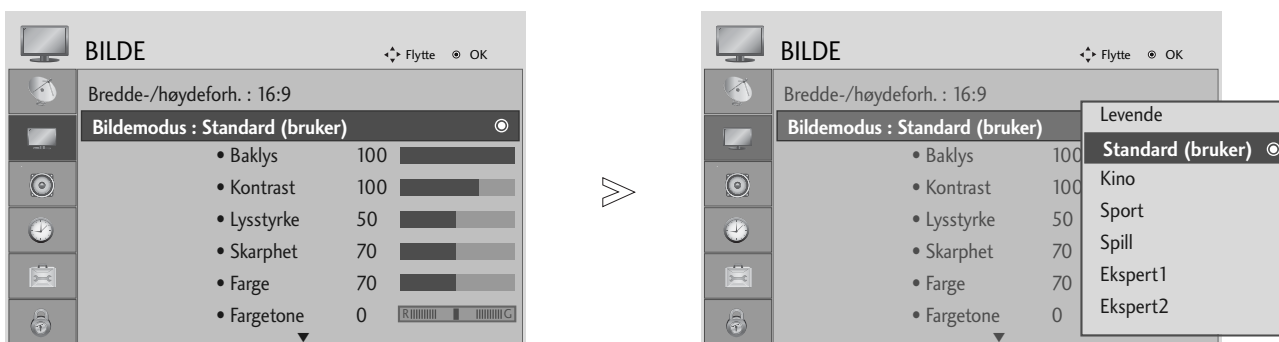 BILDE
Flytte OK
Bredde-/høydeforh. : 16:9
Bildemodus : Standard (bruker)
• Baklys 100
• Kontrast 100
• Lysstyrke 50
• Skarphet 70
• Farge 70
• Fargetone 0 R G
BILDE
Flytte OK
Bredde-/høydeforh. : 16:9
Bildemodus : Standard (bruker)
• Baklys 100
• Kontrast 100
• Lysstyrke 50
• Skarphet 70
• Farge 70
• Fargetone 0
Levende
Standard (bruker)
Kino
Sport
Spill
Ekspert1
Ekspert2